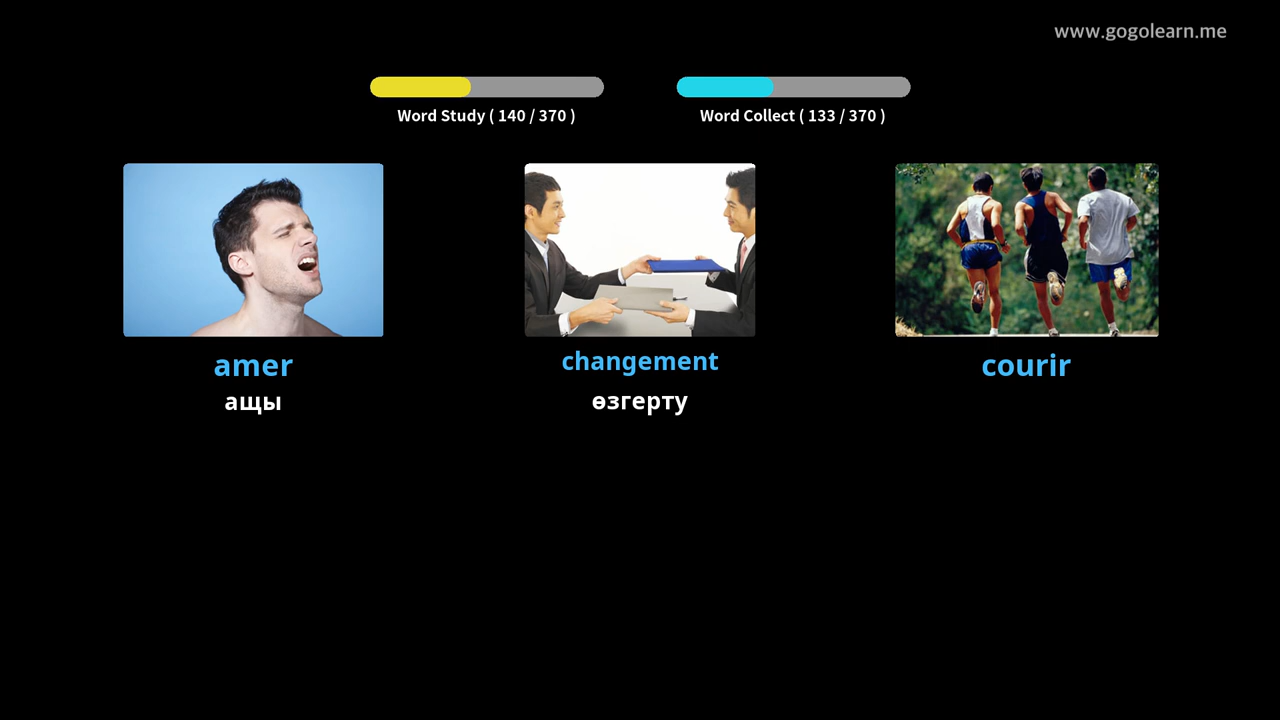 www.gogolearn.me
Word Study ( 140 / 370 )
Word Collect ( 133 / 370 )
amer
ащы
changement
өзгерту
courir